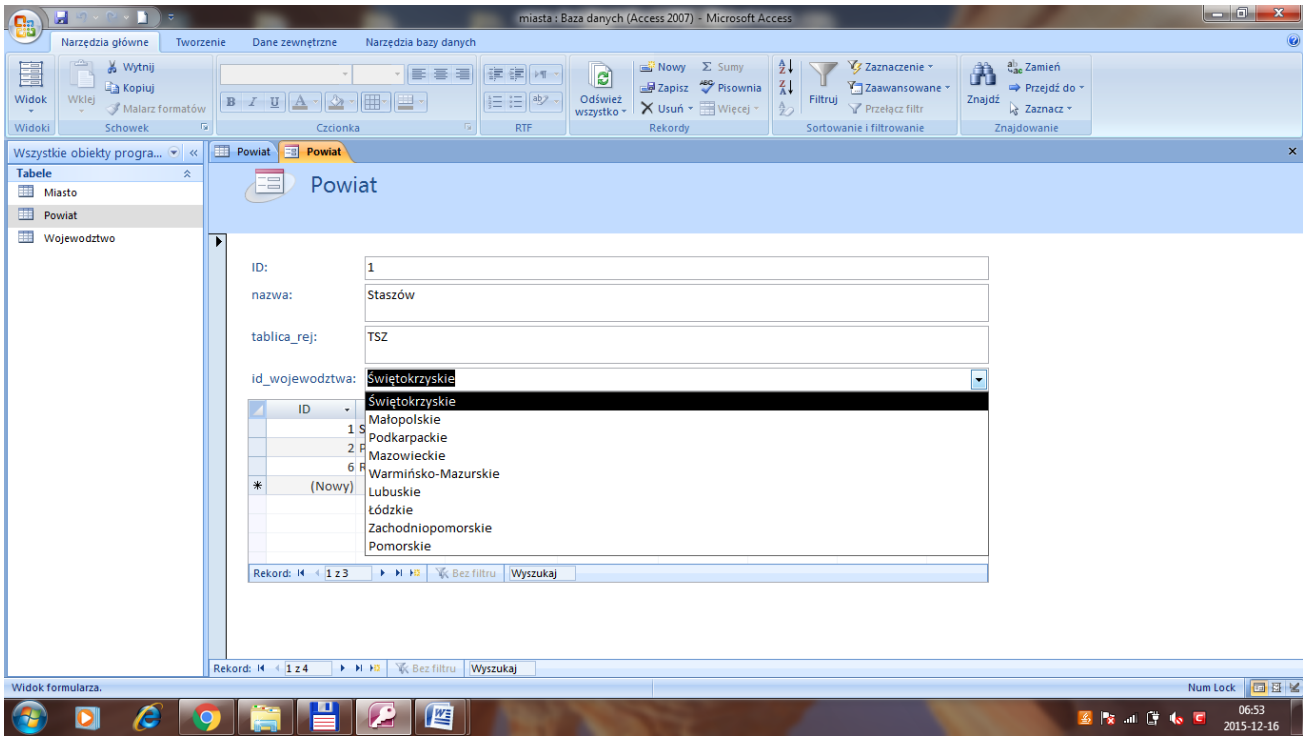 miasta : Baza danych (Access 2007) - Microsoft Access
Narzędzia główne Tworzenie Dane zewnętrzne Narzędzia bazy danych
Widok
Wklej
Wytnij
Kopiuj
Malarz formatów
B I U A
ab
Odśwież wszystko
Nowy
Zapisz
Usuń
Σ Sumy
Pisownia
Więcej
Filtruj
Zaznaczenie
Zaawansowane
Przełącz filtr
Znajdź
Zamień
Przejdź do
Zaznacz
Widoki Schowek Czcionka RTF Rekordy Sortowanie i filtrowanie Znajdowanie
Wszystkie obiekty progra... «
Powiat Powiat
Tabele
Miasto
Powiat
Wojewodztwo
Powiat
ID: 1
nazwa: Staszów
tablica_rej: TSZ
id_wojewodztwa: Świętokrzyskie
Świętokrzyskie
Małopolskie
Podkarpackie
Mazowieckie
Warmińsko-Mazurskie
Lubuskie
Łódzkie
Zachodniopomorskie
Pomorskie
ID
1 S
2 P
6 R
(Nowy)
Rekord: 1 z 3 Bez filtru Wyszukaj
Rekord: 1 z 4 Bez filtru Wyszukaj
Widok formularza. Num Lock
06:53
2015-12-16